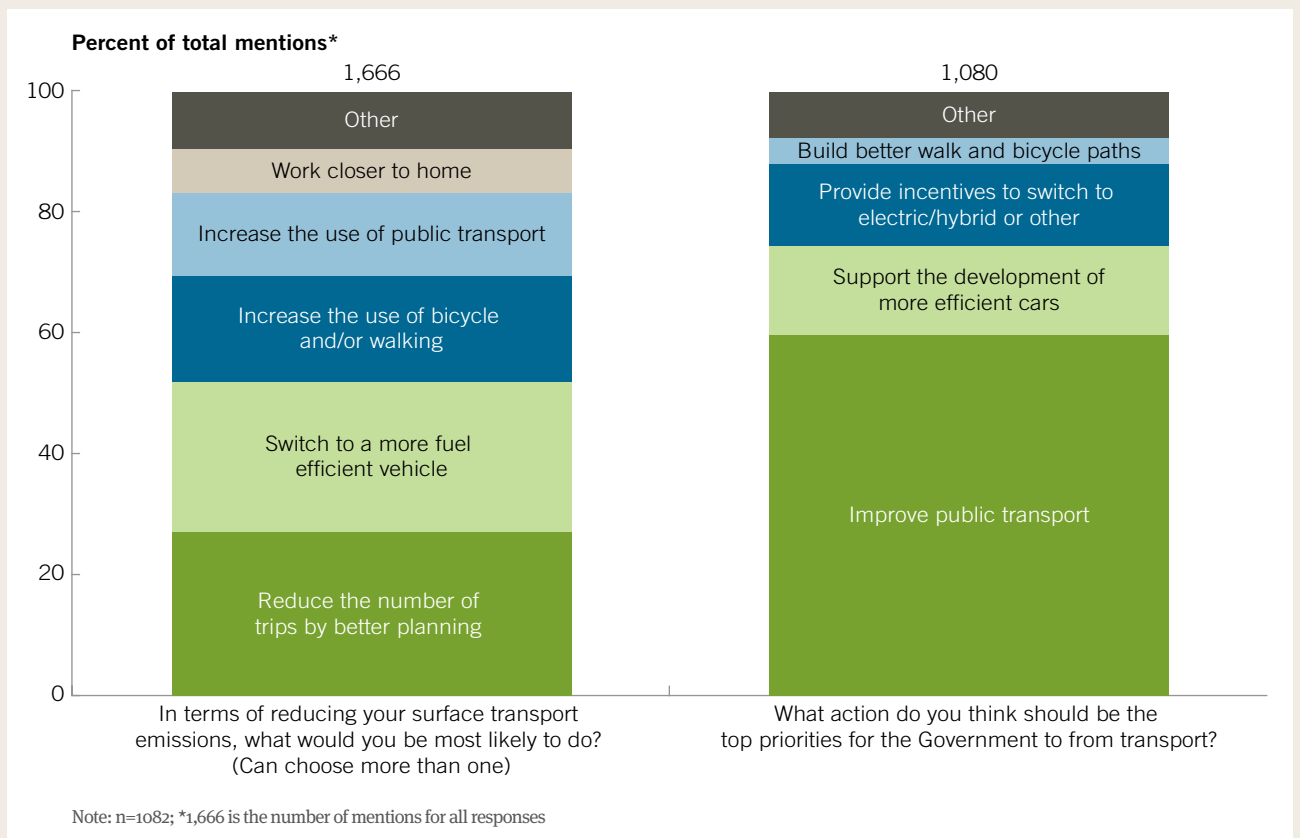 Percent of total mentions*
1,666
1,080
100
80
60
40
20
0
Other
Work closer to home
Increase the use of public transport
Increase the use of bicycle
and/or walking
Switch to a more fuel
efficient vehicle
Reduce the number of
trips by better planning
Other
Build better walk and bicycle paths
Provide incentives to switch to
electric/hybrid or other
Support the development of
more efficient cars
Improve public transport
In terms of reducing your surface transport
emissions, what would you be most likely to do?
(Can choose more than one)
What action do you think should be the
top priorities for the Government to from transport?
Note: n=1082; *1,666 is the number of mentions for all responses